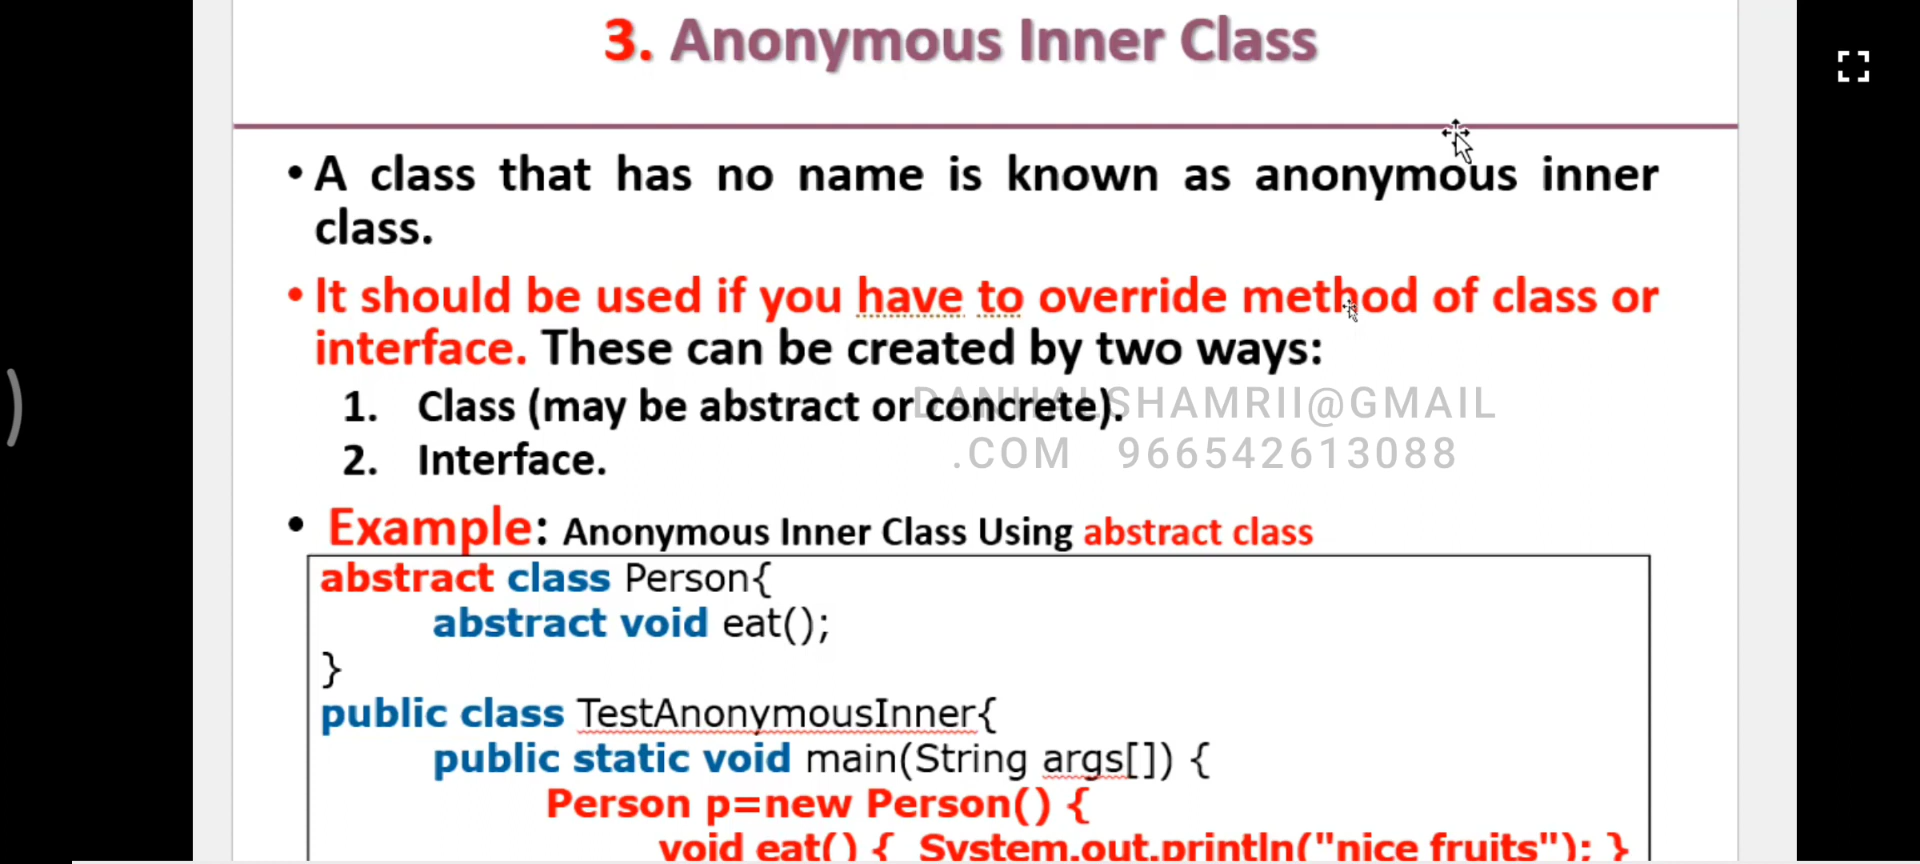 3. Anonymous Inner Class
• A class that has no name is known as anonymous inner
class.
• It should be used if you have to override method of class or
interface. These can be created by two ways:
1. Class (may be abstract or concrete).
DANHALSHAMRII@GMAIL
2. Interface.
.COM 966542613088
• Example: Anonymous Inner Class Using abstract class
abstract class Person{
abstract void eat();
}
public class TestAnonymousInner{
public static void main(String args[]) {
Person p=new Person() {
void eat() { System.out.println("nice fruits"); }